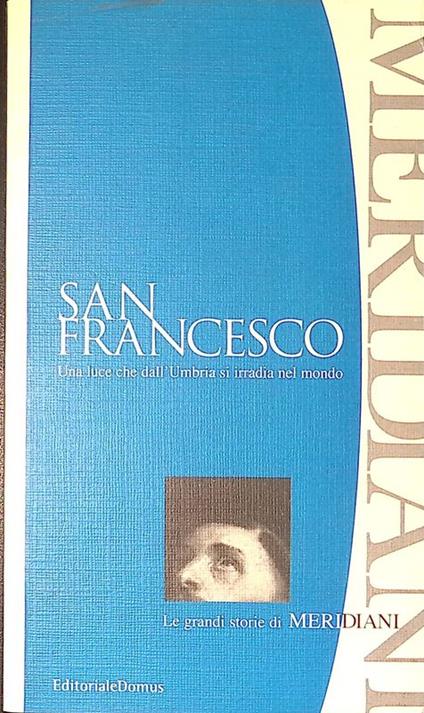 MERIDIANI
SAN
FRANCESCO
Una luce che dall'Umbria si irradia nel mondo
Le grandi storie di MERIDIANI
EditorialeDomus